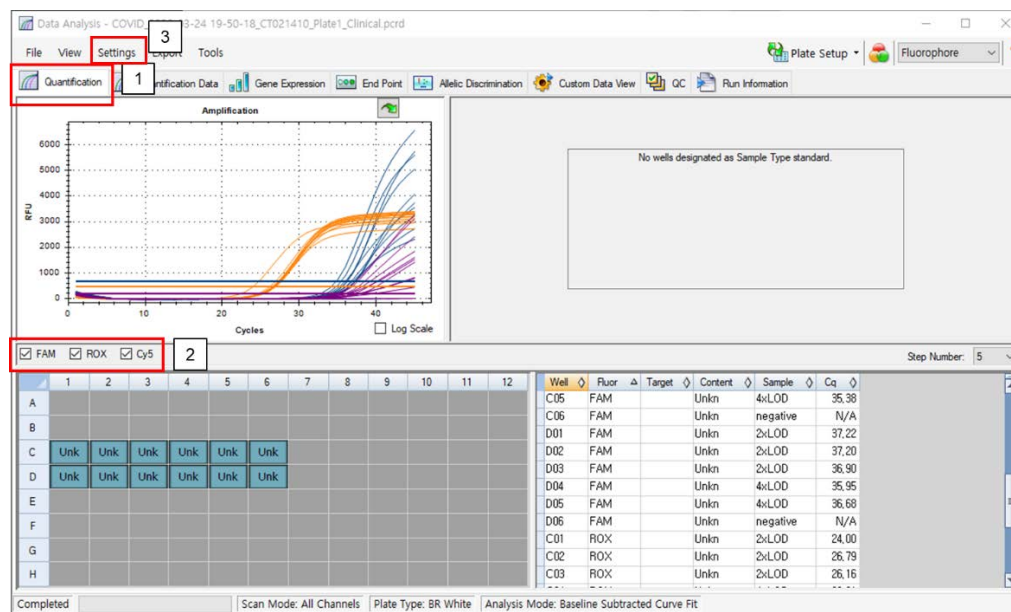 Data Analysis - COVID_ 03-24 19-50-18_CT021410_Plate1_Clinical.pcrd
3
File View Settings Export Tools
Plate Setup Fluorophore
1
Quantification ntification Data Gene Expression End Point Allelic Discrimination Custom Data View QC Run Information
Amplification
No wells designated as Sample Type standard.
6000
5000
4000
3000
2000
1000
0
RFU
0 10 20 30 40
Cycles
Log Scale
FAM ROX Cy5
2
Step Number: 5
1 2 3 4 5 6 7 8 9 10 11 12
A
B
C Unk Unk Unk Unk Unk Unk
D Unk Unk Unk Unk Unk Unk
E
F
G
H
Well Fluor Target Content Sample Cq
C05 FAM Unkn 4xLOD 35,38
C06 FAM Unkn negative N/A
D01 FAM Unkn 2xLOD 37,22
D02 FAM Unkn 2xLOD 37,20
D03 FAM Unkn 2xLOD 36,90
D04 FAM Unkn 4xLOD 35,95
D05 FAM Unkn 4xLOD 36,68
D06 FAM Unkn negative N/A
C01 ROX Unkn 2xLOD 24,00
C02 ROX Unkn 2xLOD 26,79
C03 ROX Unkn 2xLOD 26,16
Completed Scan Mode: All Channels Plate Type: BR White Analysis Mode: Baseline Subtracted Curve Fit